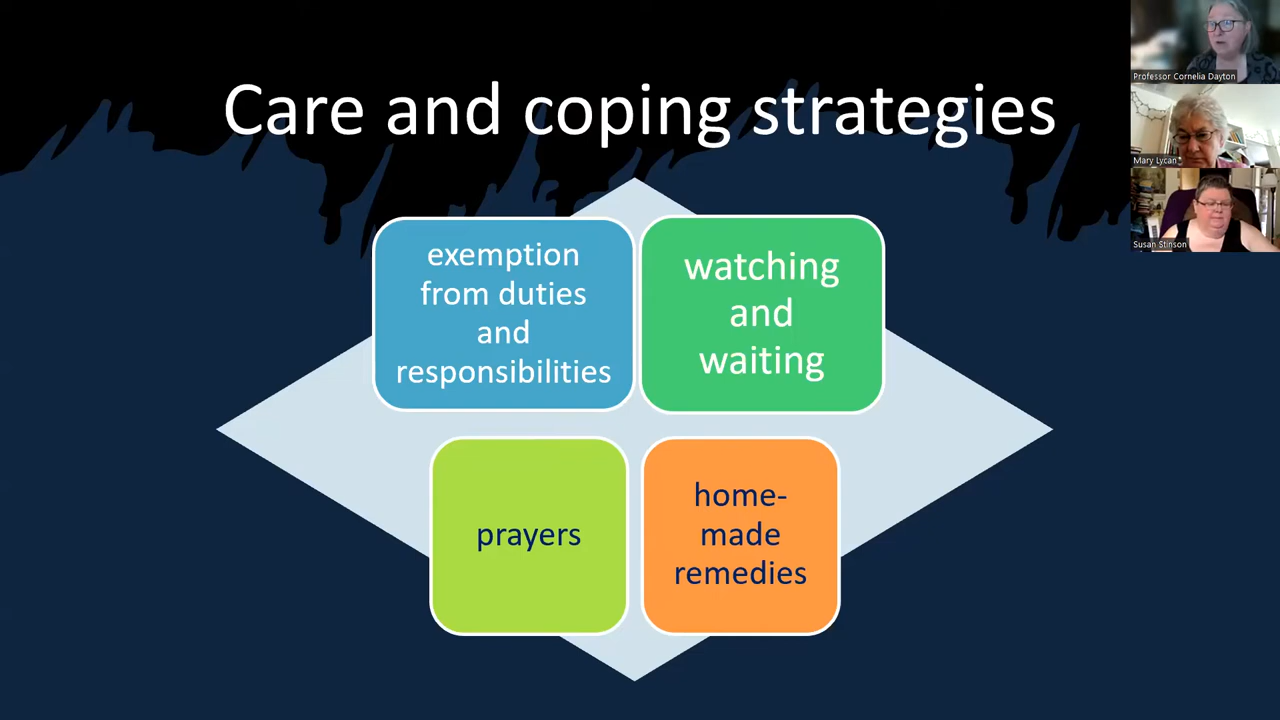 Care and coping strategies
exemption
from duties
and
responsibilities
watching
and
waiting
prayers
home-
made
remedies
Professor Cornelia Dayton
Mary Lycan
Susan Stinson